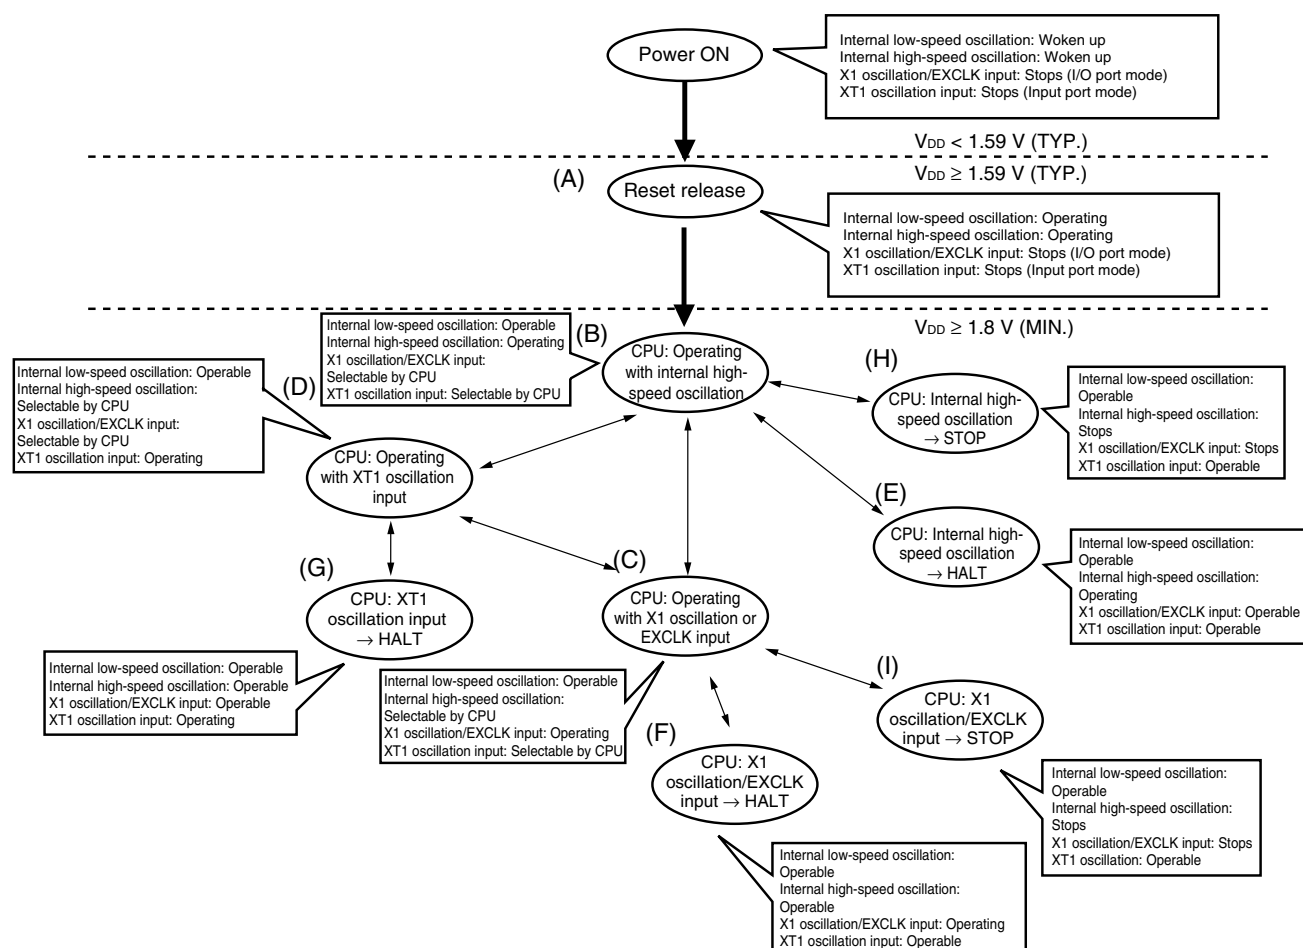 Power ON
Internal low-speed oscillation: Woken up
Internal high-speed oscillation: Woken up
X1 oscillation/EXCLK input: Stops (I/O port mode)
XT1 oscillation input: Stops (Input port mode)
VDD < 1.59 V (TYP.)
VDD ≥ 1.59 V (TYP.)
(A)
Reset release
Internal low-speed oscillation: Operating
Internal high-speed oscillation: Operating
X1 oscillation/EXCLK input: Stops (I/O port mode)
XT1 oscillation input: Stops (Input port mode)
VDD ≥ 1.8 V (MIN.)
Internal low-speed oscillation: Operable
Internal high-speed oscillation: Operating
X1 oscillation/EXCLK input:
Selectable by CPU
XT1 oscillation input: Selectable by CPU
(B)
CPU: Operating
with internal high-
speed oscillation
(H)
CPU: Internal high-
speed oscillation
→ STOP
Internal low-speed oscillation:
Operable
Internal high-speed oscillation:
Stops
X1 oscillation/EXCLK input: Stops
XT1 oscillation input: Operable
Internal low-speed oscillation: Operable
Internal high-speed oscillation:
Selectable by CPU
X1 oscillation/EXCLK input:
Selectable by CPU
XT1 oscillation input: Operating
(D)
CPU: Operating
with XT1 oscillation
input
(E)
CPU: Internal high-
speed oscillation
→ HALT
Internal low-speed oscillation:
Operable
Internal high-speed oscillation:
Operating
X1 oscillation/EXCLK input: Operable
XT1 oscillation input: Operable
(G)
CPU: XT1
oscillation input
→ HALT
Internal low-speed oscillation: Operable
Internal high-speed oscillation: Operable
X1 oscillation/EXCLK input: Operable
XT1 oscillation input: Operating
(C)
CPU: Operating
with X1 oscillation or
EXCLK input
Internal low-speed oscillation: Operable
Internal high-speed oscillation:
Selectable by CPU
X1 oscillation/EXCLK input: Operating
XT1 oscillation input: Selectable by CPU
(I)
CPU: X1
oscillation/EXCLK
input → STOP
Internal low-speed oscillation:
Operable
Internal high-speed oscillation:
Stops
X1 oscillation/EXCLK input: Stops
XT1 oscillation: Operable
(F)
CPU: X1
oscillation/EXCLK
input → HALT
Internal low-speed oscillation:
Operable
Internal high-speed oscillation:
Operable
X1 oscillation/EXCLK input: Operating
XT1 oscillation input: Operable